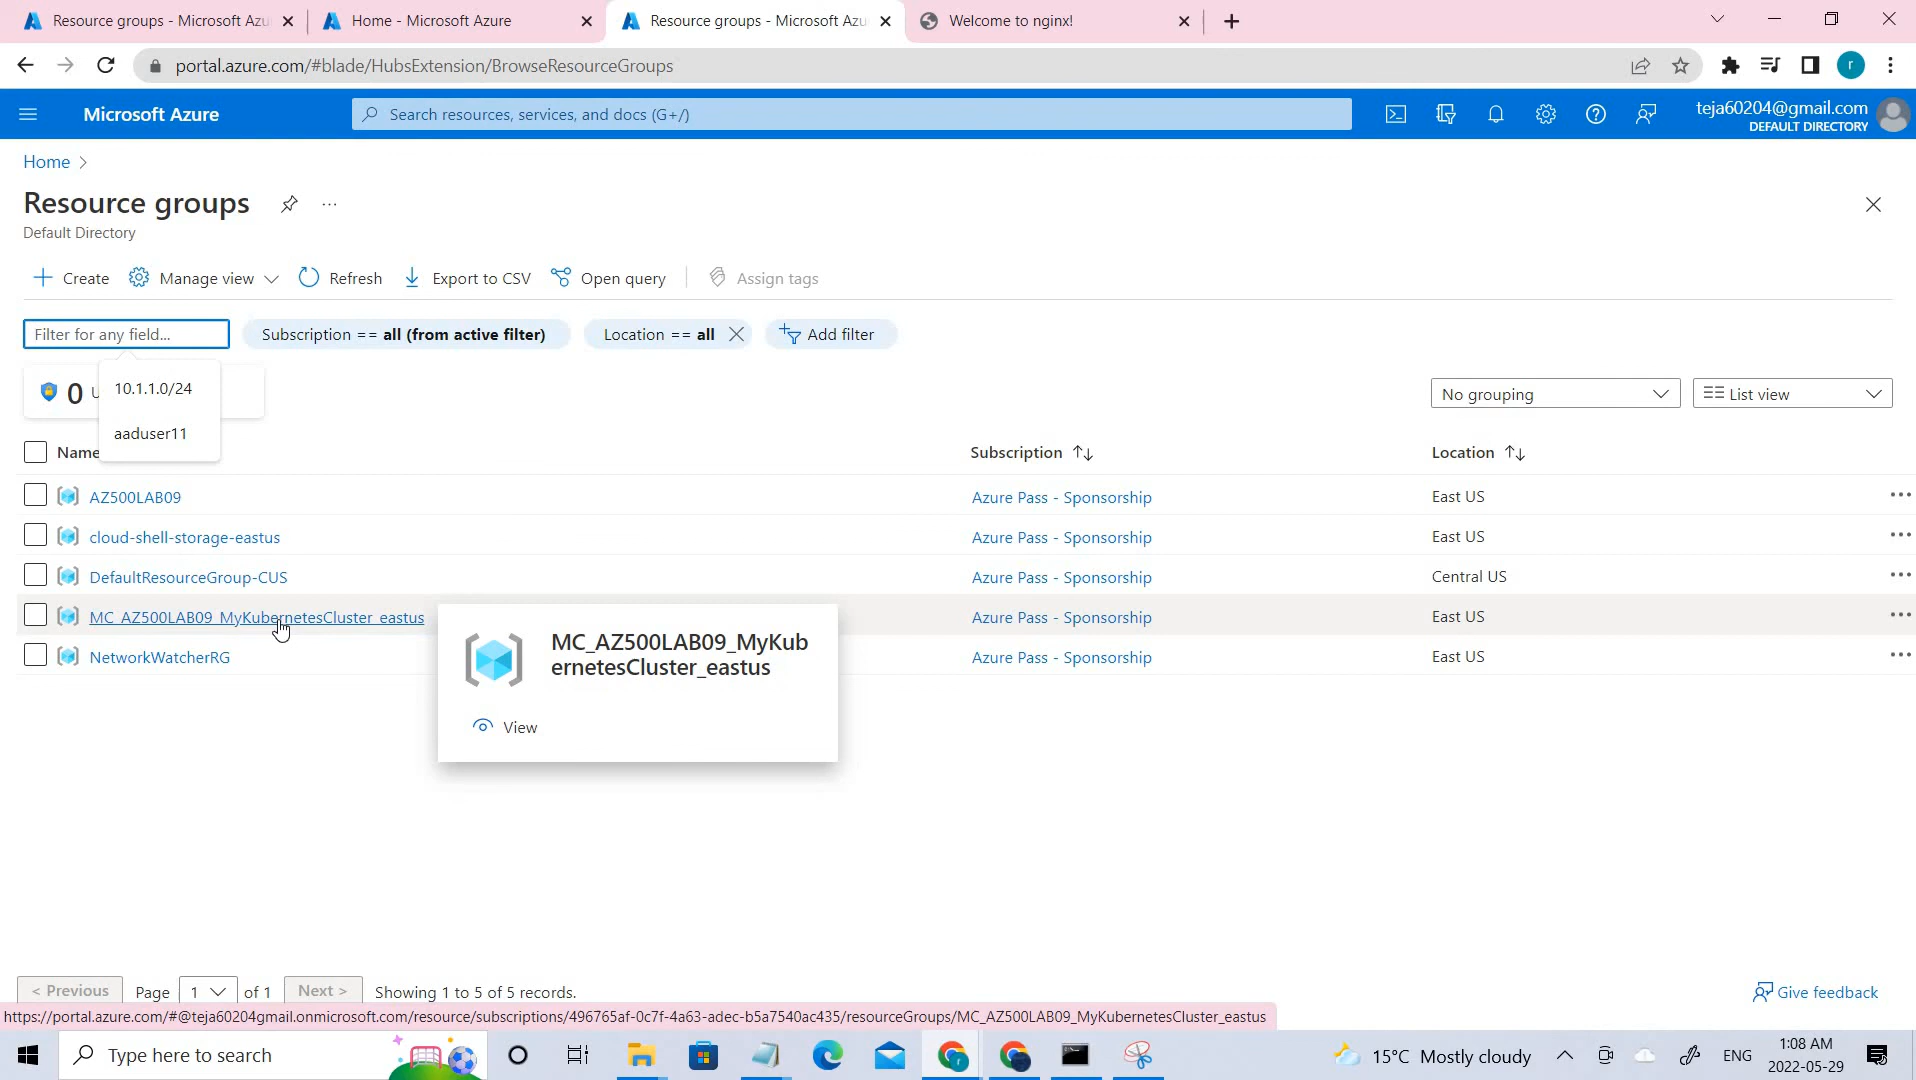 Resource groups - Microsoft Azu
Home - Microsoft Azure
Resource groups - Microsoft Azu
Welcome to nginx!
portal.azure.com/#blade/HubsExtension/BrowseResourceGroups
r
Microsoft Azure
Search resources, services, and docs (G+/)
teja60204@gmail.com
DEFAULT DIRECTORY
Home
Resource groups
Default Directory
Create
Manage view
Refresh
Export to CSV
Open query
Assign tags
Filter for any field...
Subscription == all (from active filter)
Location == all
Add filter
0
10.1.1.0/24
aaduser11
No grouping
List view
Name
Subscription
Location
AZ500LAB09
Azure Pass - Sponsorship
East US
cloud-shell-storage-eastus
Azure Pass - Sponsorship
East US
DefaultResourceGroup-CUS
Azure Pass - Sponsorship
Central US
MC_AZ500LAB09_MyKubernetesCluster_eastus
Azure Pass - Sponsorship
East US
NetworkWatcherRG
Azure Pass - Sponsorship
East US
MC_AZ500LAB09_MyKub
ernetesCluster_eastus
View
< Previous
Page
1
of 1
Next >
Showing 1 to 5 of 5 records.
Give feedback
https://portal.azure.com/#@teja60204gmail.onmicrosoft.com/resource/subscriptions/496765af-0c7f-4a63-adec-b5a7540ac435/resourceGroups/MC_AZ500LAB09_MyKubernetesCluster_eastus
Type here to search
15°C Mostly cloudy
ENG
1:08 AM
2022-05-29